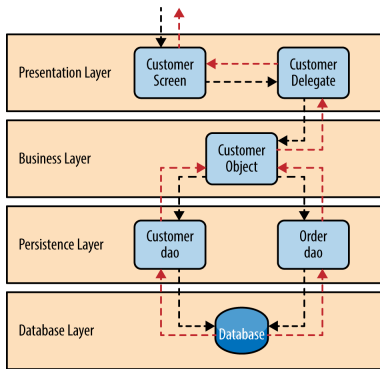 Presentation Layer
Customer
Screen
Customer
Delegate
Business Layer
Customer
Object
Persistence Layer
Customer
dao
Order
dao
Database Layer
Database